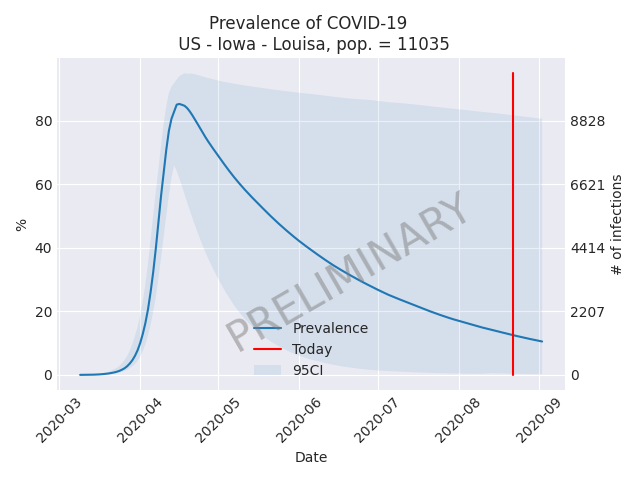 Prevalence of COVID-19
US - Iowa - Louisa, pop. = 11035
%
80
60
40
20
0
8828
6621
4414
2207
0
# of infections
PRELIMINARY
Prevalence
Today
95CI
2020-03
2020-04
2020-05
2020-06
2020-07
2020-08
2020-09
Date